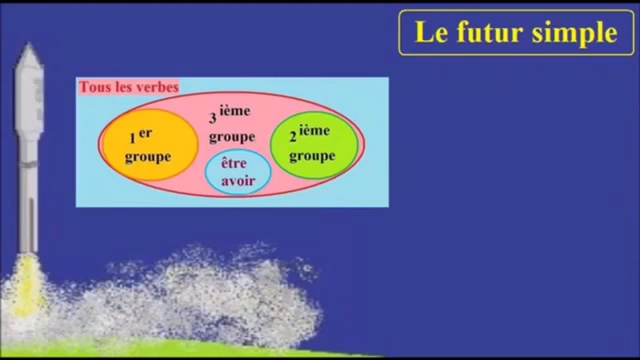 Le futur simple
Tous les verbes
1er
groupe
3ième
groupe
2ième
groupe
être
avoir